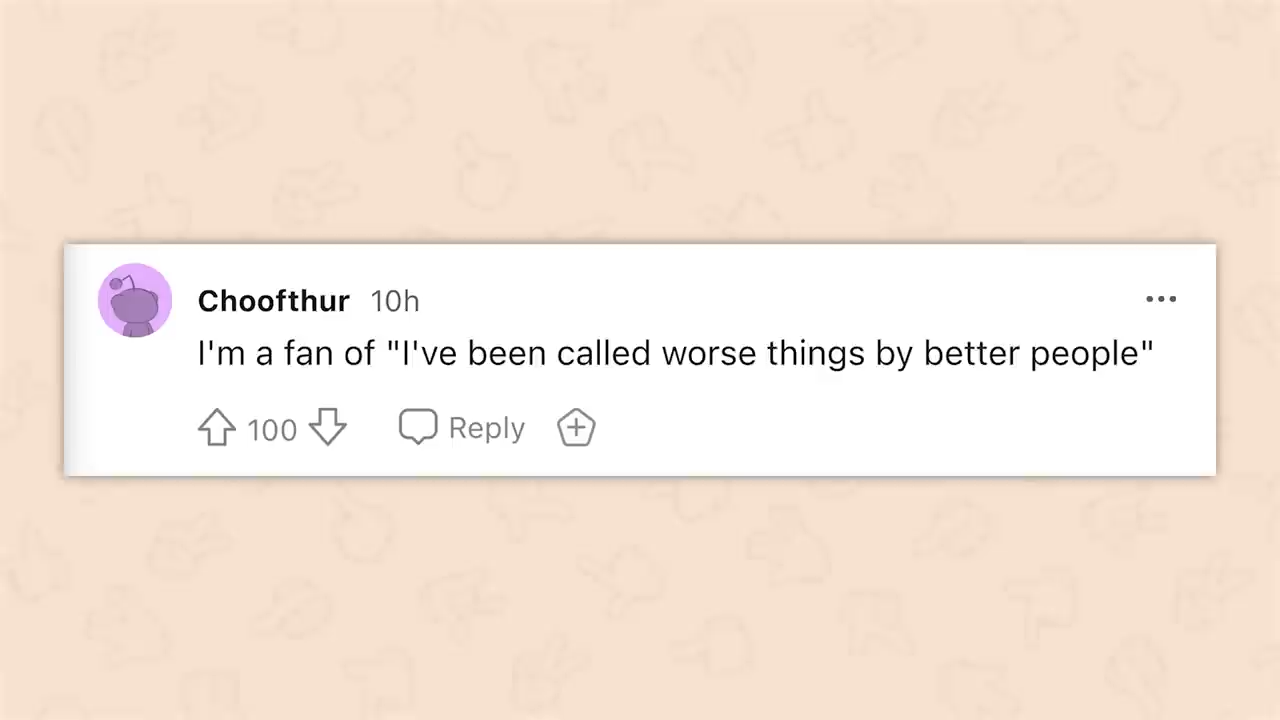 Choofthur 10h
I'm a fan of "I've been called worse things by better people"
100 Reply